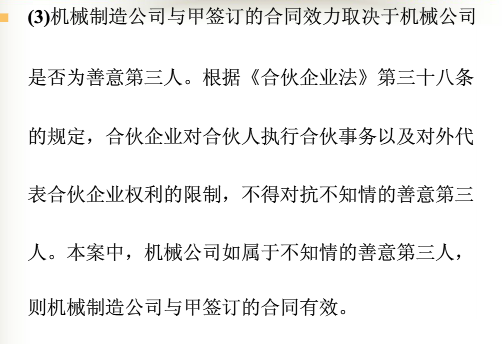 (3)机械制造公司与甲签订的合同效力取决于机械公司
是否为善意第三人。根据《合伙企业法》第三十八条
的规定，合伙企业对合伙人执行合伙事务以及对外代
表合伙企业权利的限制，不得对抗不知情的善意第三
人。本案中，机械公司如属于不知情的善意第三人，
则机械制造公司与甲签订的合同有效。